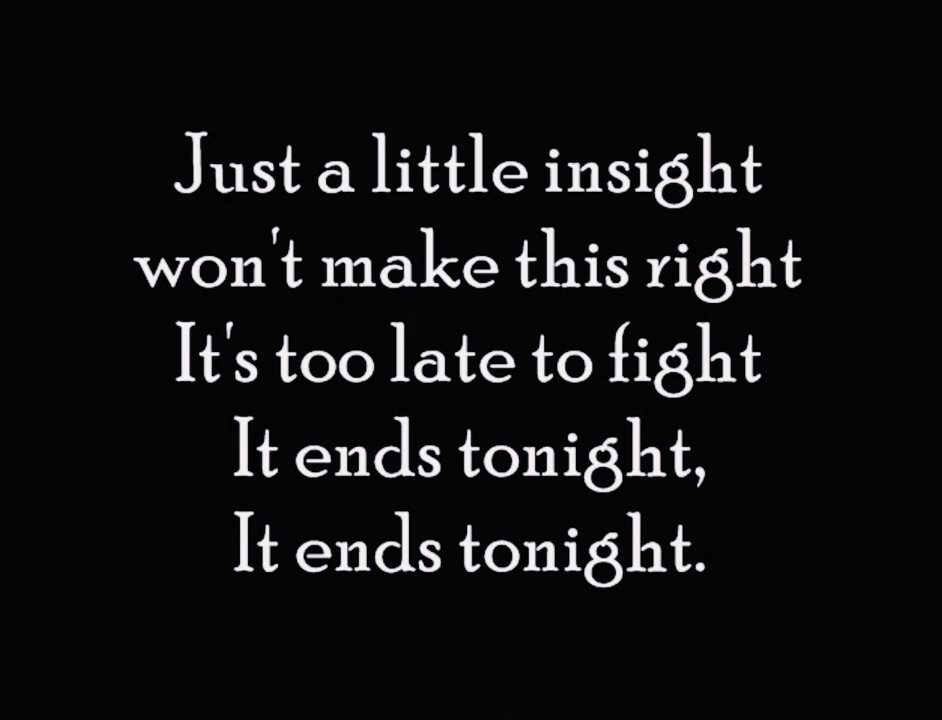 Just a little insight
won't make this right
It's too late to fight
It ends tonight,
It ends tonight.